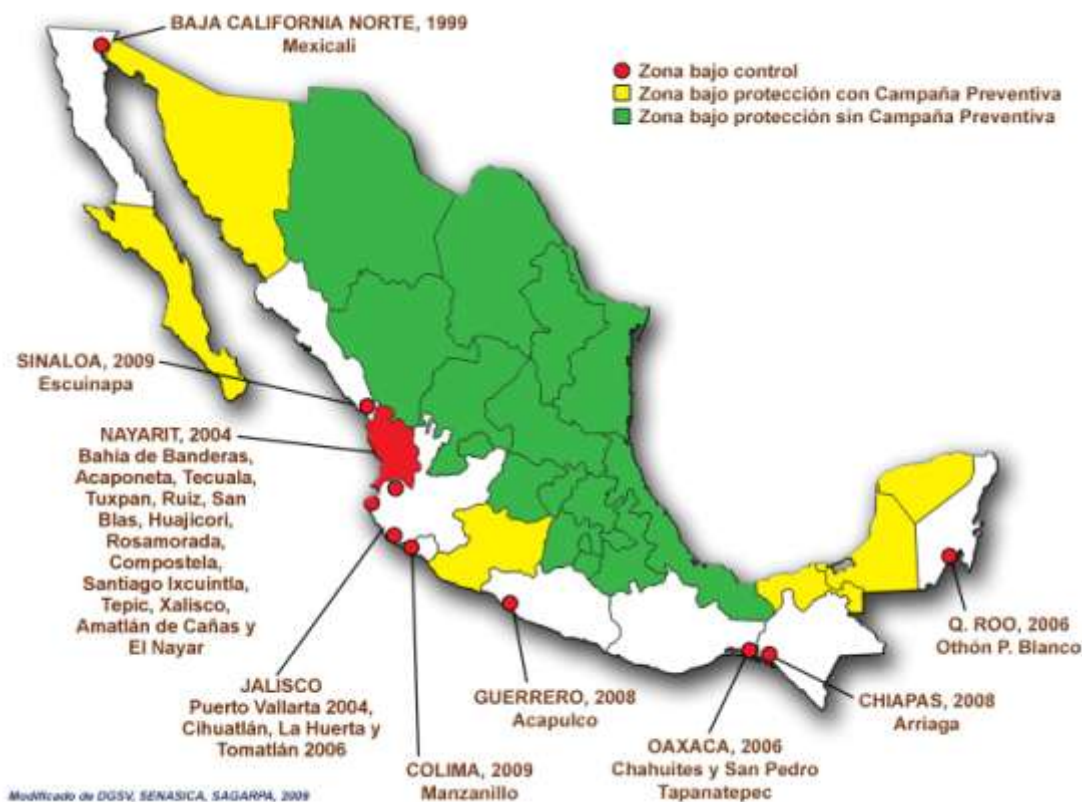 BAJA CALIFORNIA NORTE, 1999
Mexicali
Zona bajo control
Zona bajo protección con Campaña Preventiva
Zona bajo protección sin Campaña Preventiva
SINALOA, 2009
Escuinapa
NAYARIT, 2004
Bahía de Banderas,
Acaponeta, Tecuala,
Tuxpan, Ruiz, San
Blas, Huajicori,
Rosamorada,
Compostela,
Santiago Ixcuintla,
Tepic, Xalisco,
Amatlán de Cañas y
El Nayar
JALISCO
Puerto Vallarta 2004,
Cihuatlán, La Huerta y
Tomatlán 2006
COLIMA, 2009
Manzanillo
GUERRERO, 2008
Acapulco
OAXACA, 2006
Chahuites y San Pedro
Tapanatepec
CHIAPAS, 2008
Arriaga
Q. ROO, 2006
Othón P. Blanco
Modificado de DGSV, SENASICA, SAGARPA, 2009